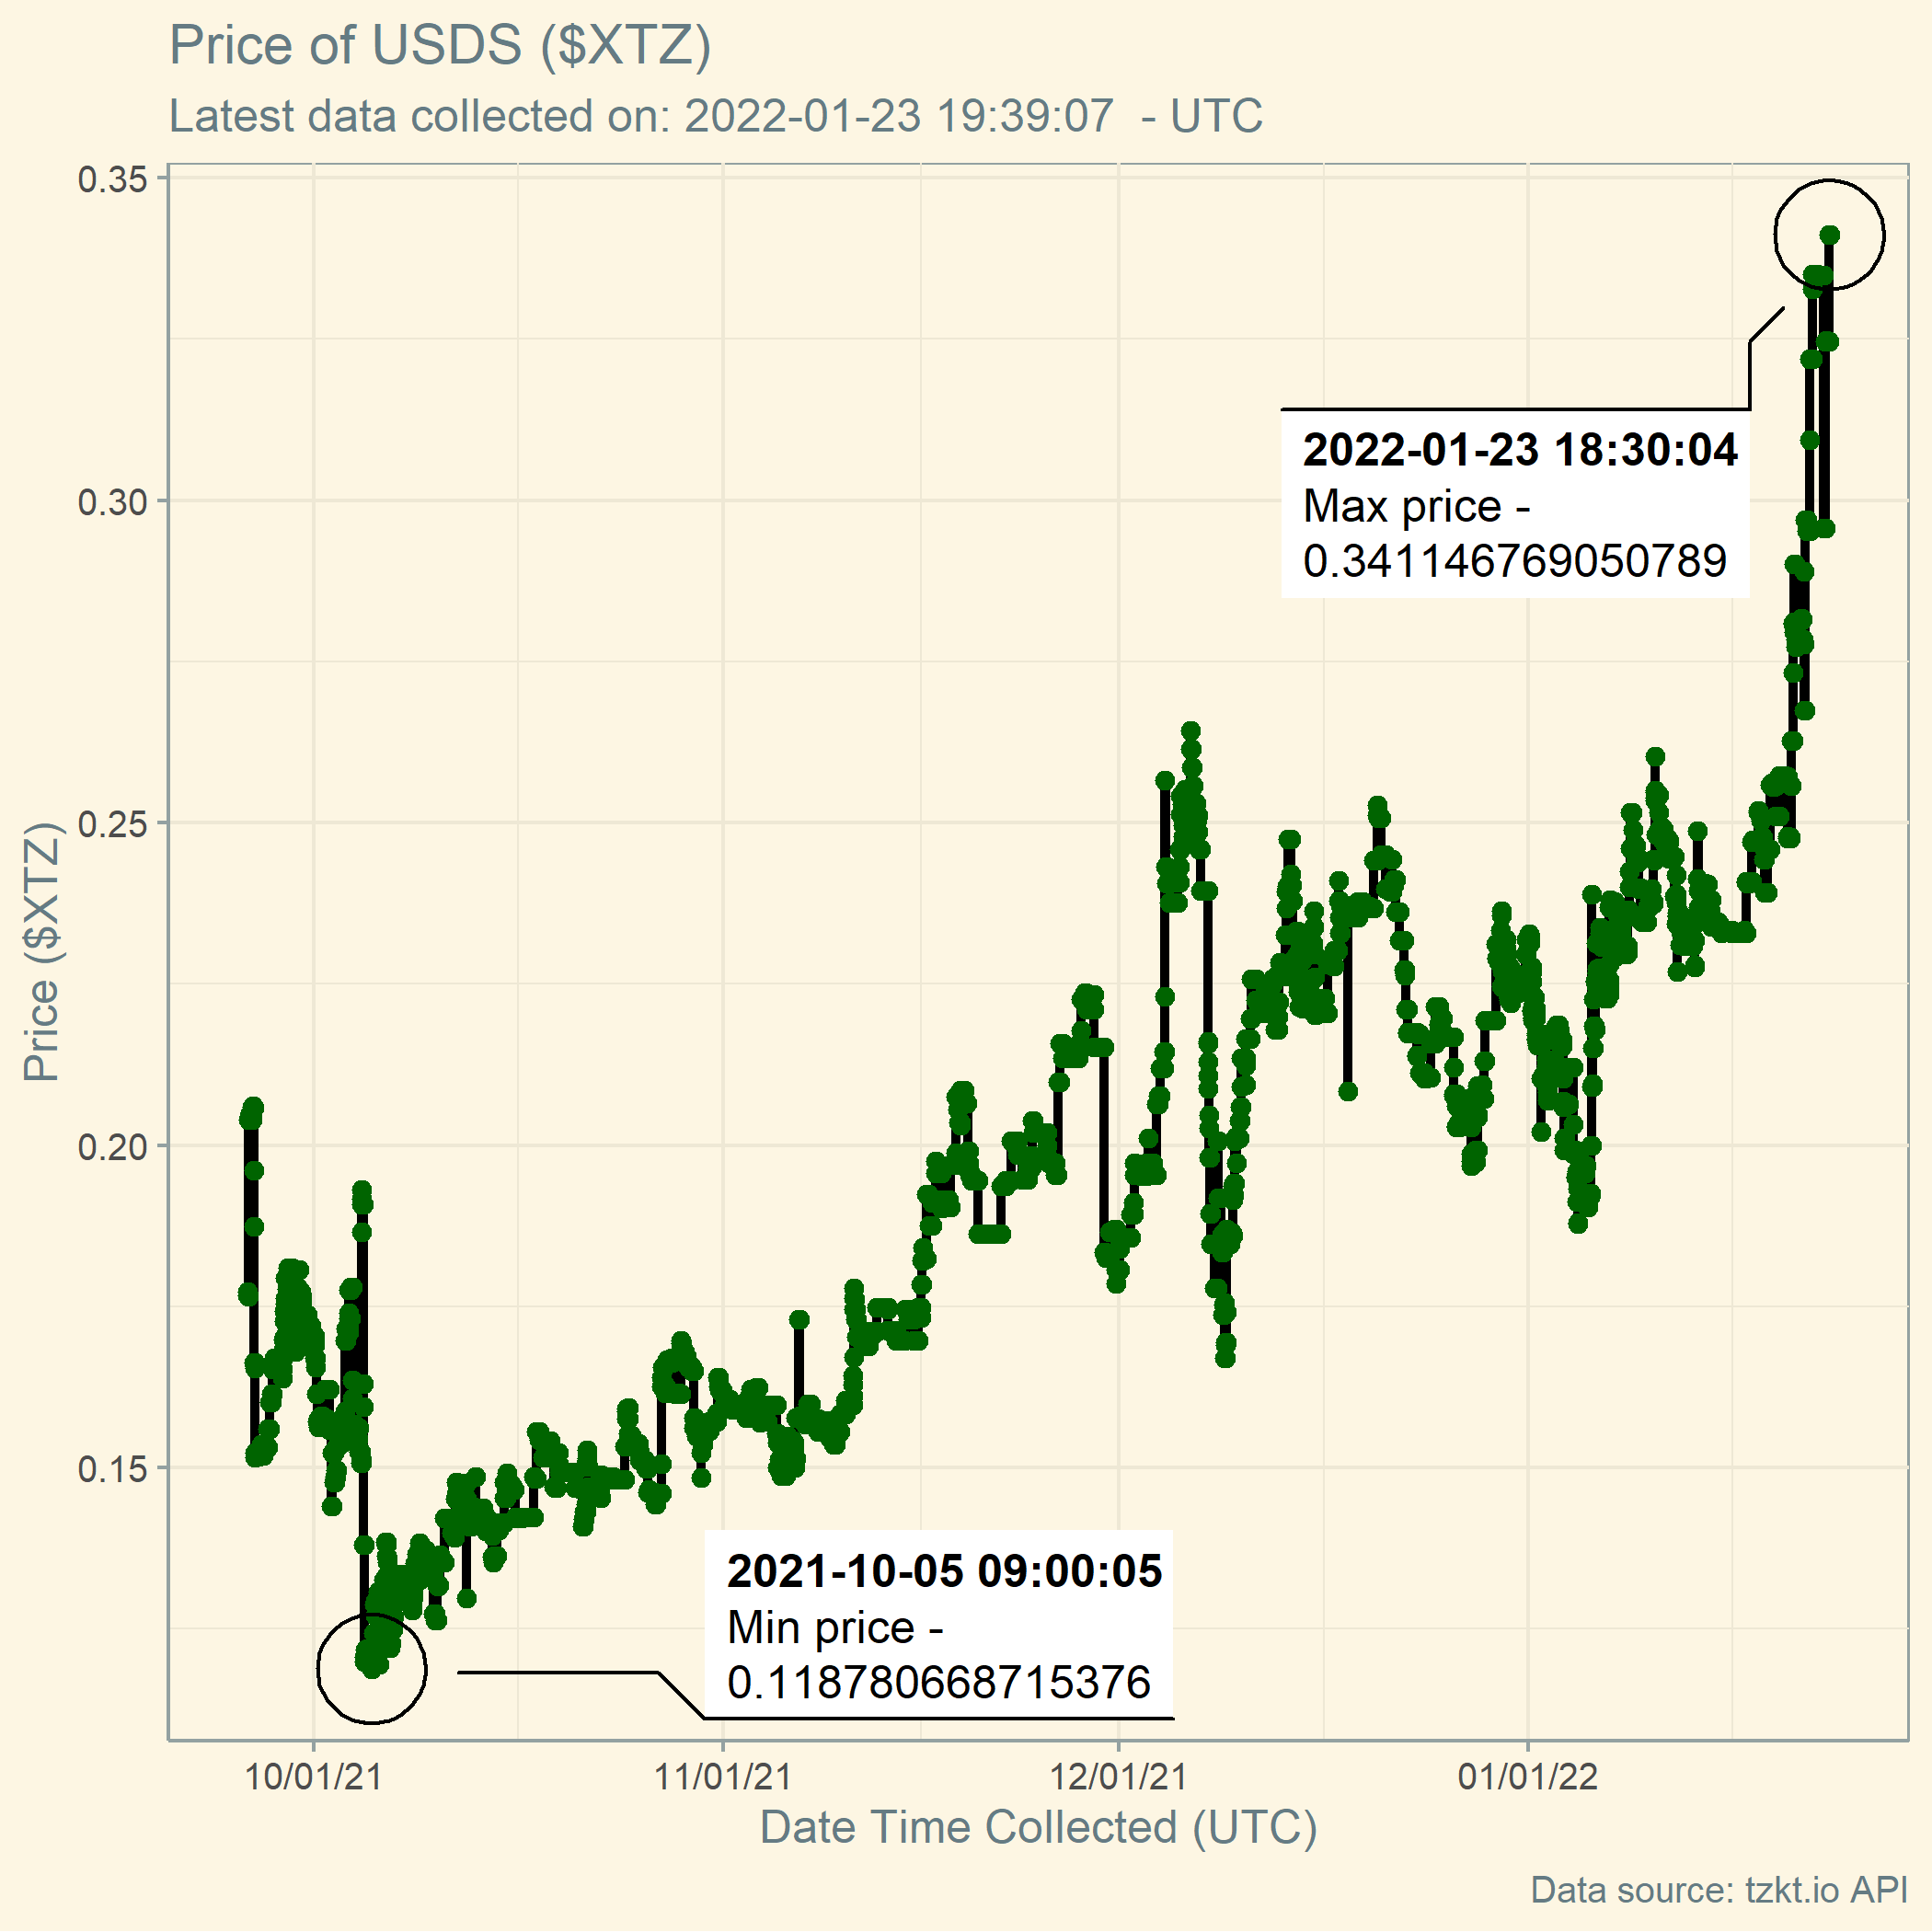 Price of USDS ($XTZ)
Latest data collected on: 2022-01-23 19:39:07  - UTC
0.35
0.30
0.25
0.20
0.15
Price ($XTZ)
2022-01-23 18:30:04
Max price -
0.341146769050789
2021-10-05 09:00:05
Min price -
0.118780668715376
10/01/21
11/01/21
12/01/21
01/01/22
Date Time Collected (UTC)
Data source: tzkt.io API